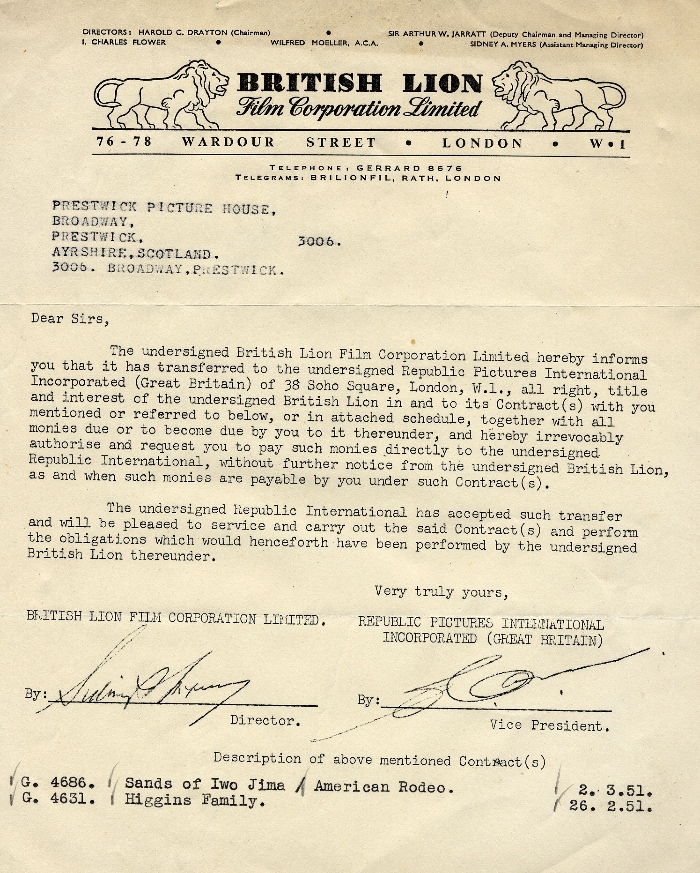 DIRECTORS: HAROLD C. DRAYTON (Chairman) • SIR ARTHUR W. JARRATT (Deputy Chairman and Managing Director)
I. CHARLES FLOWER • WILFRED MOELLER, A.C.A. • SIDNEY A. MYERS (Assistant Managing Director)
BRITISH LION
Film Corporation Limited
76-78 WARDOUR STREET • LONDON • W•1
TELEPHONE: GERRARD 8676
TELEGRAMS: BRILIONFIL, RATH, LONDON
PRESTWICK PICTURE HOUSE,
BROADWAY,
PRESTWICK, 3006.
AYRSHIRE, SCOTLAND.
3006. BROADWAY, PRESTWICK.
Dear Sirs,
The undersigned British Lion Film Corporation Limited hereby informs
you that it has transferred to the undersigned Republic Pictures International
Incorporated (Great Britain) of 38 Soho Square, London, W.1., all right, title
and interest of the undersigned British Lion in and to its Contract(s) with you
mentioned or referred to below, or in attached schedule, together with all
monies due or to become due by you to it thereunder, and hereby irrevocably
authorise and request you to pay such monies directly to the undersigned
Republic International, without further notice from the undersigned British Lion,
as and when such monies are payable by you under such Contract(s).
The undersigned Republic International has accepted such transfer
and will be pleased to service and carry out the said Contract(s) and perform
the obligations which would henceforth have been performed by the undersigned
British Lion thereunder.
Very truly yours,
BRITISH LION FILM CORPORATION LIMITED. REPUBLIC PICTURES INTERNATIONAL
INCORPORATED (GREAT BRITAIN)
By: By:
Director. Vice President.
Description of above mentioned Contract(s)
G. 4686. Sands of Iwo Jima / American Rodeo. 2. 3.51.
G. 4631. Higgins Family. 26. 2.51.